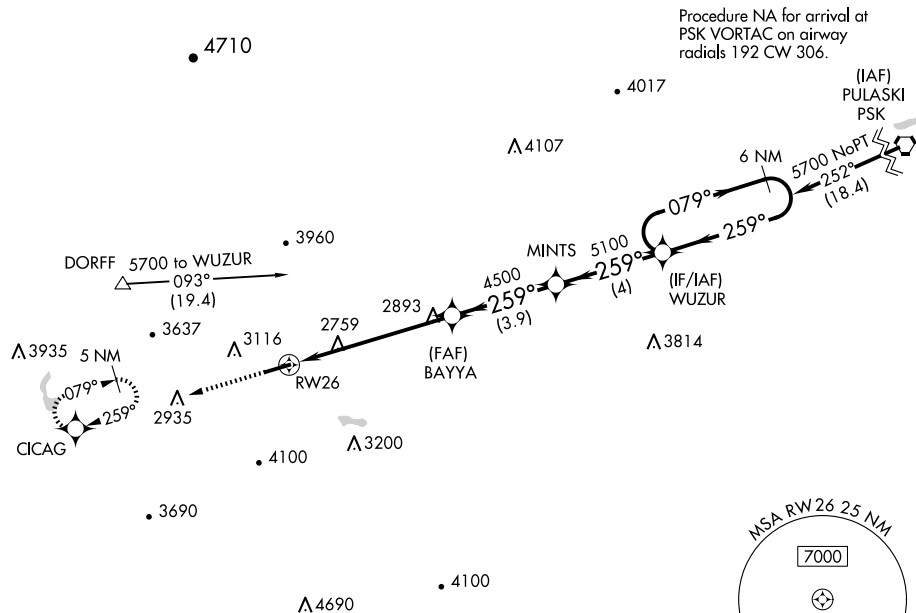 Procedure NA for arrival at
PSK VORTAC on airway
radials 192 CW 306.
4710
4017
(IAF)
PULASKI
PSK
4107
6 NM
5700 NoPT
252°
(18.4)
079°
259°
3960
MINTS
5100
259°
(4)
(IF/IAF)
WUZUR
DORFF
5700 to WUZUR
093°
(19.4)
4500
259°
(3.9)
2893
(FAF)
BAYYA
3637
3116
2759
3814
3935
5 NM
RW26
079°
259°
2935
CICAG
3200
4100
3690
MSA RW26 25 NM
7000
4100
4690